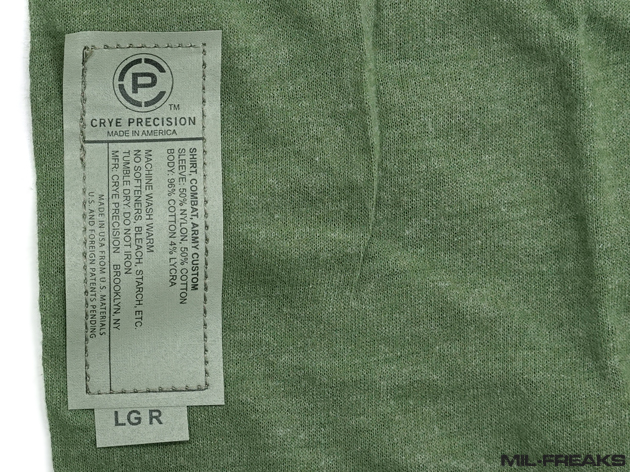 CP
TM
CRYE PRECISION
MADE IN AMERICA
SHIRT, COMBAT, ARMY CUSTOM
SLEEVE: 50% NYLON, 50% COTTON
BODY: 96% COTTON 4% LYCRA
MACHINE WASH WARM
NO SOFTENERS, BLEACH, STARCH, ETC.
TUMBLE DRY: DO NOT IRON
MFR: CRYE PRECISION BROOKLYN, NY
MADE IN USA FROM U.S. MATERIALS
U.S. AND FOREIGN PATENTS PENDING
LG R
MIL-FREAKS